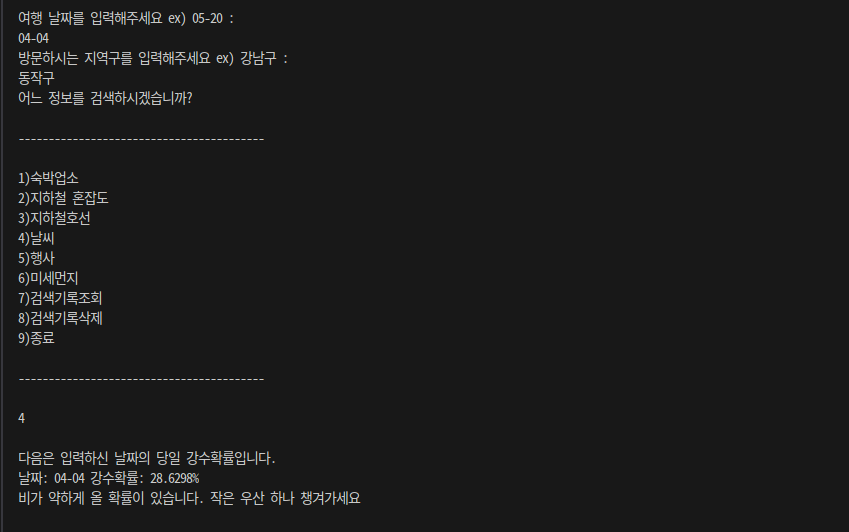 여행 날짜를 입력해주세요 ex) 05-20 :
04-04
방문하시는 지역구를 입력해주세요 ex) 강남구 :
동작구
어느 정보를 검색하시겠습니까?
-----------------------------------------
1)숙박업소
2)지하철 혼잡도
3)지하철호선
4)날씨
5)행사
6)미세먼지
7)검색기록조회
8)검색기록삭제
9)종료
-----------------------------------------
4
다음은 입력하신 날짜의 당일 강수확률입니다.
날짜: 04-04 강수확률: 28.6298%
비가 약하게 올 확률이 있습니다. 작은 우산 하나 챙겨가세요